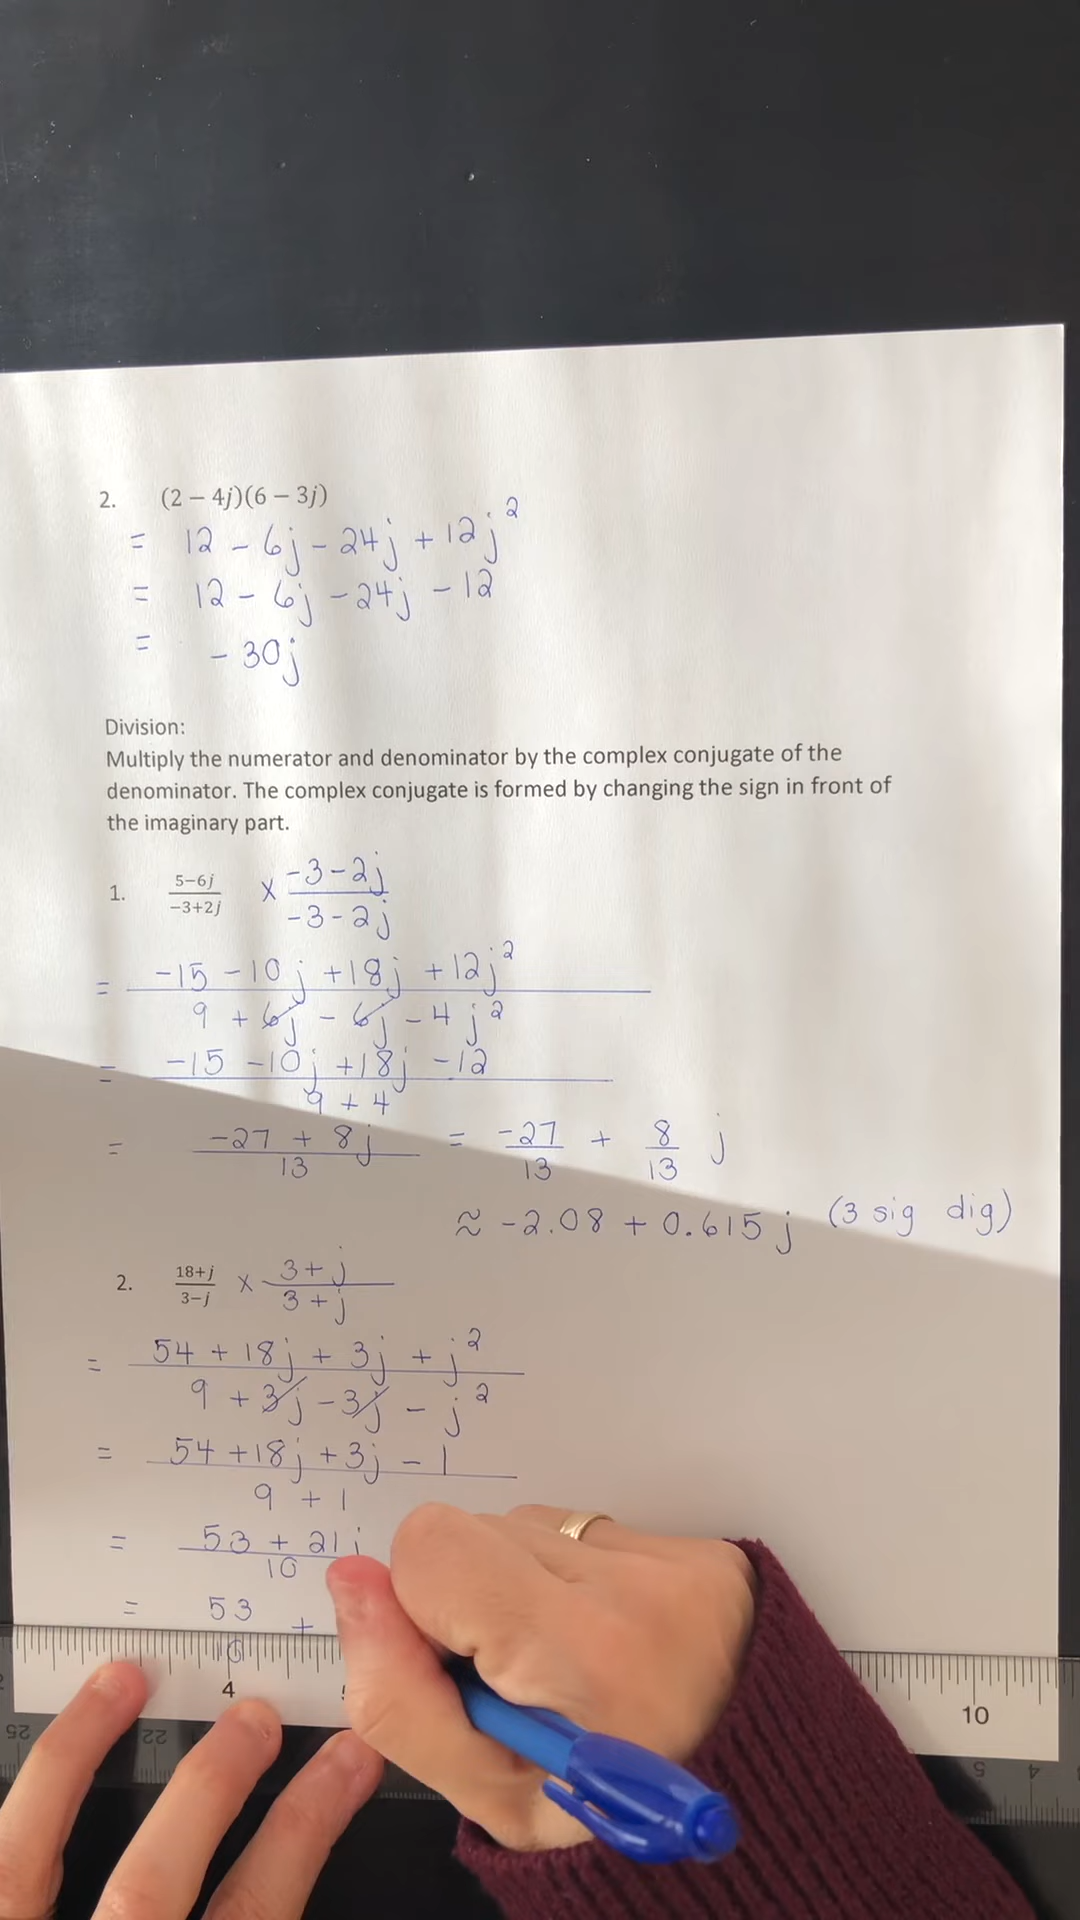 2. (2 – 4j)(6 – 3j)
= 12 - 6j - 24j + 12j²
= 12 - 6j - 24j - 12
= - 30j
Division:
Multiply the numerator and denominator by the complex conjugate of the
denominator. The complex conjugate is formed by changing the sign in front of
the imaginary part.
1. 5−6j / −3+2j × -3-2j / -3-2j
= -15 -10j +18j +12j² / 9 + 6j - 6j - 4j²
= -15 -10j +18j -12 / 9 + 4
= -27 + 8j / 13 = -27 / 13 + 8 / 13 j
≈ -2.08 + 0.615j (3 sig dig)
2. 18+j / 3−j × 3+j / 3+j
= 54 + 18j + 3j + j² / 9 + 3j - 3j - j²
= 54 + 18j + 3j - 1 / 9 + 1
= 53 + 21j / 10
= 53 / 10 +
4
10
25
22
5
4